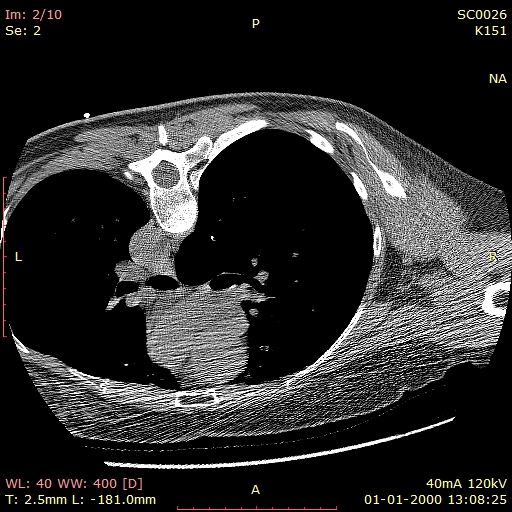 Im: 2/10
Se: 2
P
SC0026
K151
NA
L
R
WL: 40 WW: 400 [D]
T: 2.5mm L: -181.0mm
A
40mA 120kV
01-01-2000 13:08:25